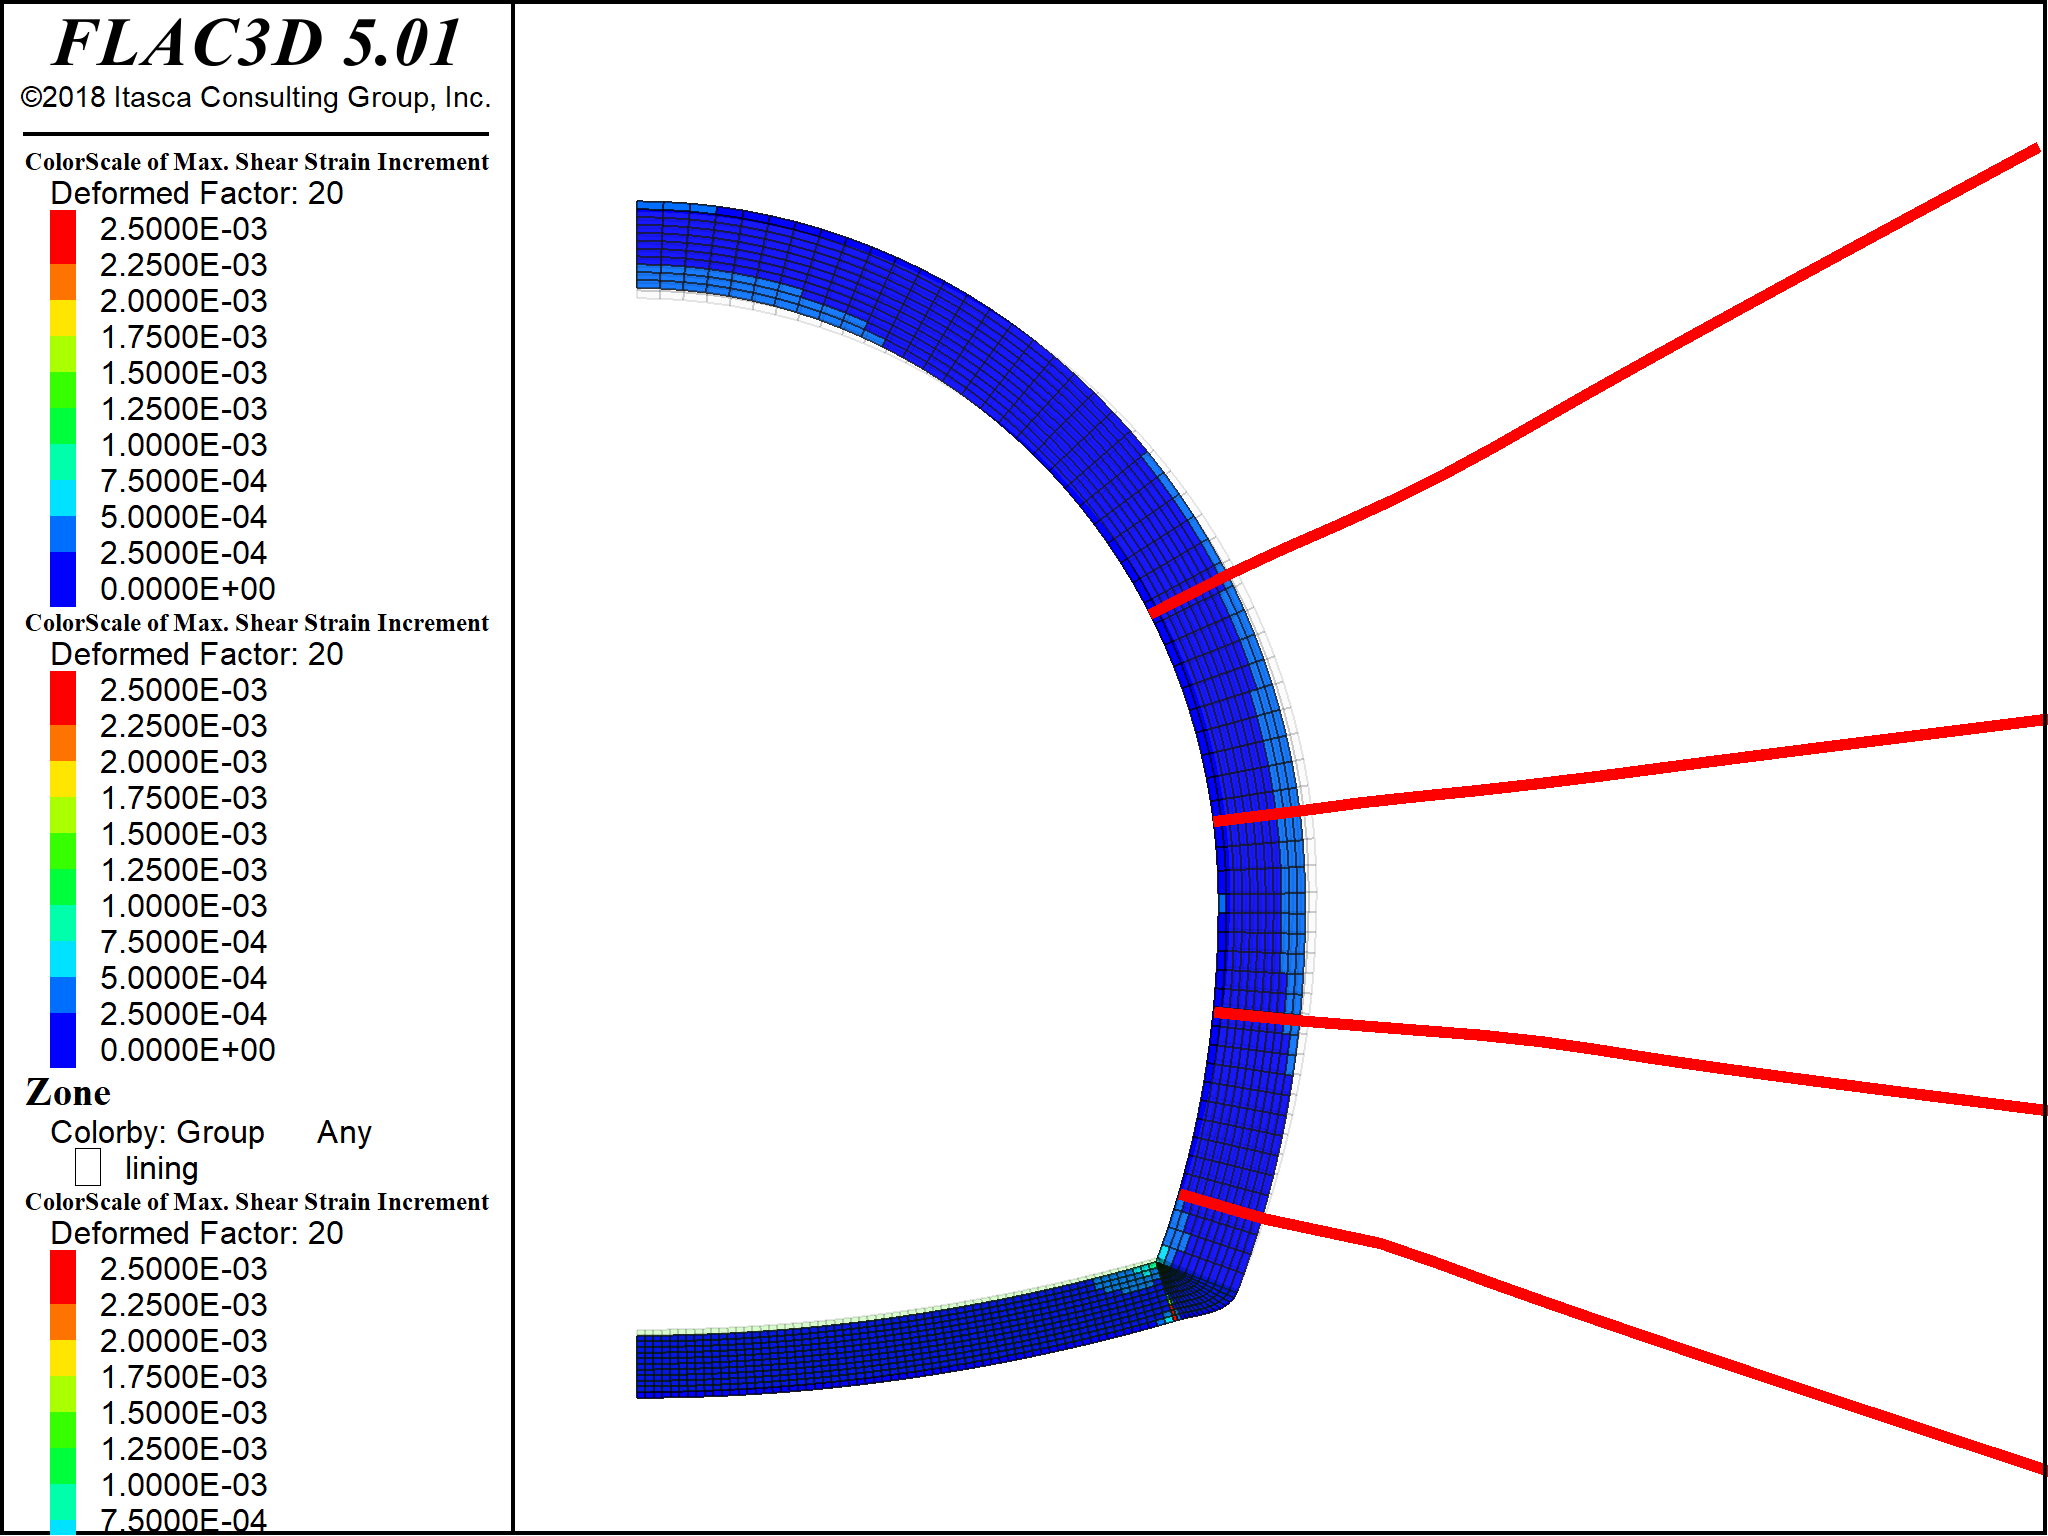 FLAC3D 5.01
©2018 Itasca Consulting Group, Inc.
ColorScale of Max. Shear Strain Increment
Deformed Factor: 20
2.5000E-03
2.2500E-03
2.0000E-03
1.7500E-03
1.5000E-03
1.2500E-03
1.0000E-03
7.5000E-04
5.0000E-04
2.5000E-04
0.0000E+00
ColorScale of Max. Shear Strain Increment
Deformed Factor: 20
2.5000E-03
2.2500E-03
2.0000E-03
1.7500E-03
1.5000E-03
1.2500E-03
1.0000E-03
7.5000E-04
5.0000E-04
2.5000E-04
0.0000E+00
Zone
Colorby: Group Any
lining
ColorScale of Max. Shear Strain Increment
Deformed Factor: 20
2.5000E-03
2.2500E-03
2.0000E-03
1.7500E-03
1.5000E-03
1.2500E-03
1.0000E-03
7.5000E-04